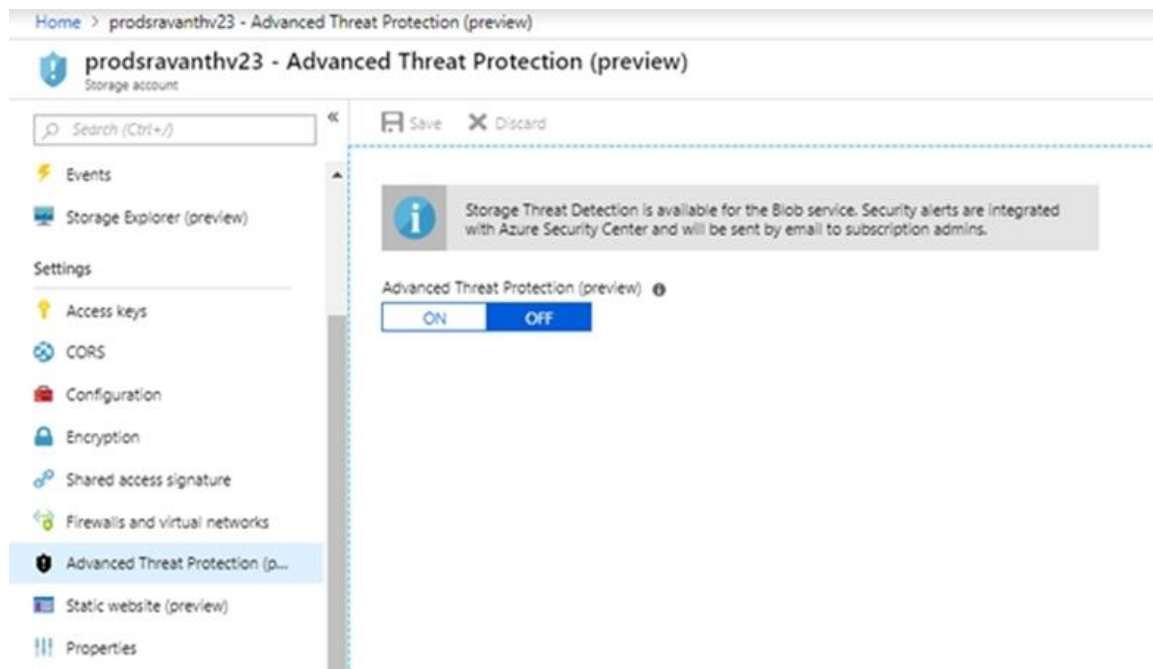 Home > prodsravanthv23 - Advanced Threat Protection (preview)
prodsravanthv23 - Advanced Threat Protection (preview)
Storage account
Search (Ctrl+/)
«
Save
Discard
Events
Storage Explorer (preview)
Settings
Access keys
CORS
Configuration
Encryption
Shared access signature
Firewalls and virtual networks
Advanced Threat Protection (p...
Static website (preview)
Properties
Storage Threat Detection is available for the Blob service. Security alerts are integrated
with Azure Security Center and will be sent by email to subscription admins.
Advanced Threat Protection (preview)
ON
OFF